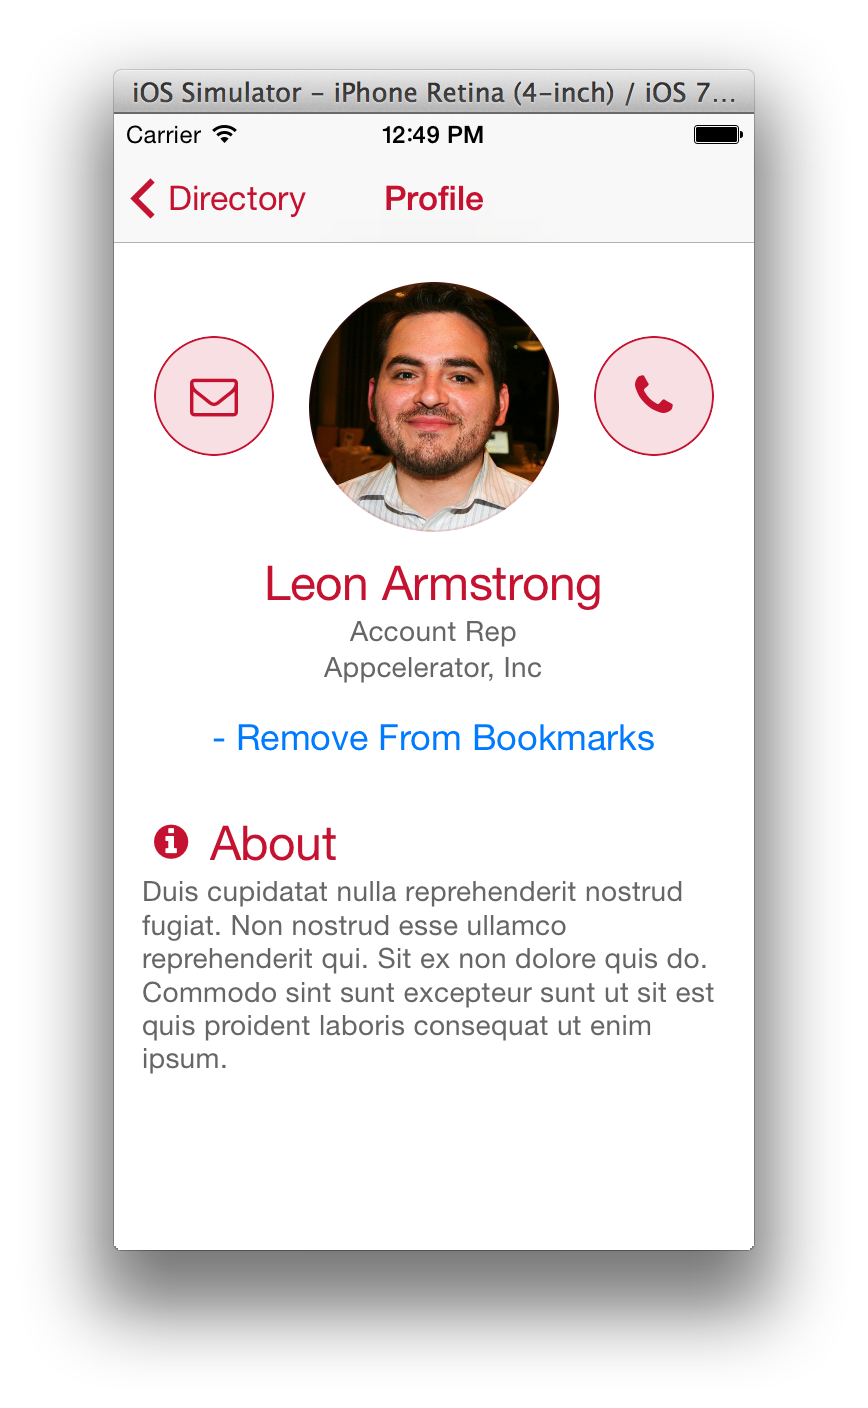 iOS Simulator – iPhone Retina (4-inch) / iOS 7...
Carrier 12:49 PM
Directory Profile
Leon Armstrong
Account Rep
Appcelerator, Inc
- Remove From Bookmarks
About
Duis cupidatat nulla reprehenderit nostrud
fugiat. Non nostrud esse ullamco
reprehenderit qui. Sit ex non dolore quis do.
Commodo sint sunt excepteur sunt ut sit est
quis proident laboris consequat ut enim
ipsum.